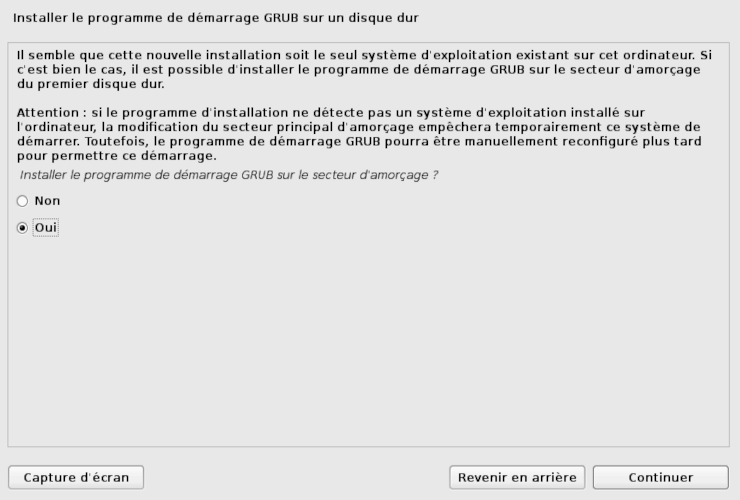 Installer le programme de démarrage GRUB sur un disque dur
Il semble que cette nouvelle installation soit le seul système d'exploitation existant sur cet ordinateur. Si
c'est bien le cas, il est possible d'installer le programme de démarrage GRUB sur le secteur d'amorçage
du premier disque dur.
Attention : si le programme d'installation ne détecte pas un système d'exploitation installé sur
l'ordinateur, la modification du secteur principal d'amorçage empêchera temporairement ce système de
démarrer. Toutefois, le programme de démarrage GRUB pourra être manuellement reconfiguré plus tard
pour permettre ce démarrage.
Installer le programme de démarrage GRUB sur le secteur d'amorçage ?
Non
Oui
Capture d'écran
Revenir en arrière
Continuer